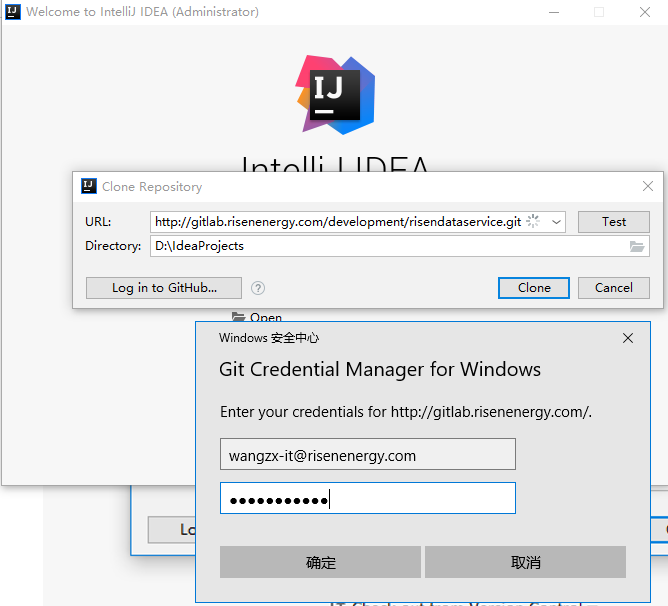 Welcome to IntelliJ IDEA (Administrator)
IJ
IntelliJ IDEA
Clone Repository
URL: http://gitlab.risenenergy.com/development/risendataservice.git Test
Directory: D:\IdeaProjects
Log in to GitHub... ? Clone Cancel
Open
Windows 安全中心
Git Credential Manager for Windows
Enter your credentials for http://gitlab.risenenergy.com/.
wangzx-it@risenenergy.com
●●●●●●●●●●●
Lo
确定 取消